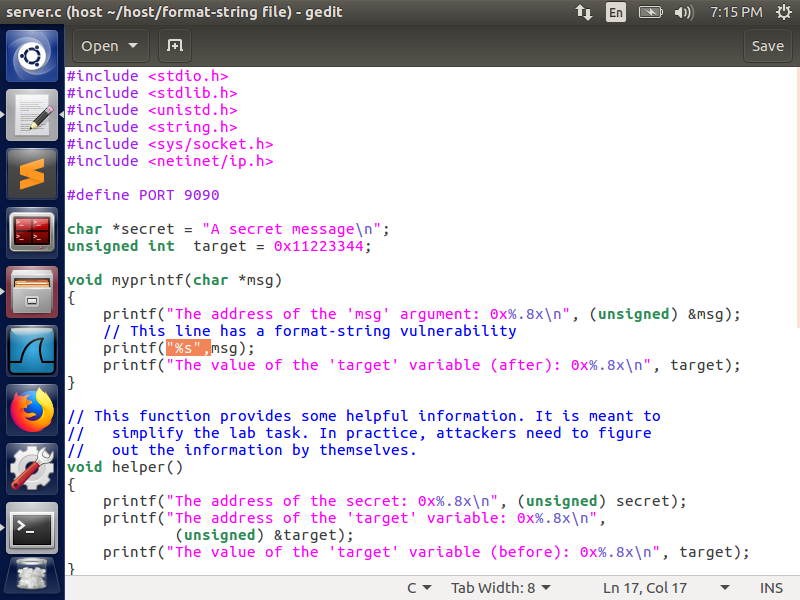 server.c (host ~/host/format-string file) - gedit
En
7:15 PM
Open
Save
#include <stdio.h>
#include <stdlib.h>
#include <unistd.h>
#include <string.h>
#include <sys/socket.h>
#include <netinet/ip.h>
#define PORT 9090
char *secret = "A secret message\n";
unsigned int  target = 0x11223344;
void myprintf(char *msg)
{
    printf("The address of the 'msg' argument: 0x%.8x\n", (unsigned) &msg);
    // This line has a format-string vulnerability
    printf("%s",msg);
    printf("The value of the 'target' variable (after): 0x%.8x\n", target);
}
// This function provides some helpful information. It is meant to
//   simplify the lab task. In practice, attackers need to figure
//   out the information by themselves.
void helper()
{
    printf("The address of the secret: 0x%.8x\n", (unsigned) secret);
    printf("The address of the 'target' variable: 0x%.8x\n",
            (unsigned) &target);
    printf("The value of the 'target' variable (before): 0x%.8x\n", target);
}
C
Tab Width: 8
Ln 17, Col 17
INS